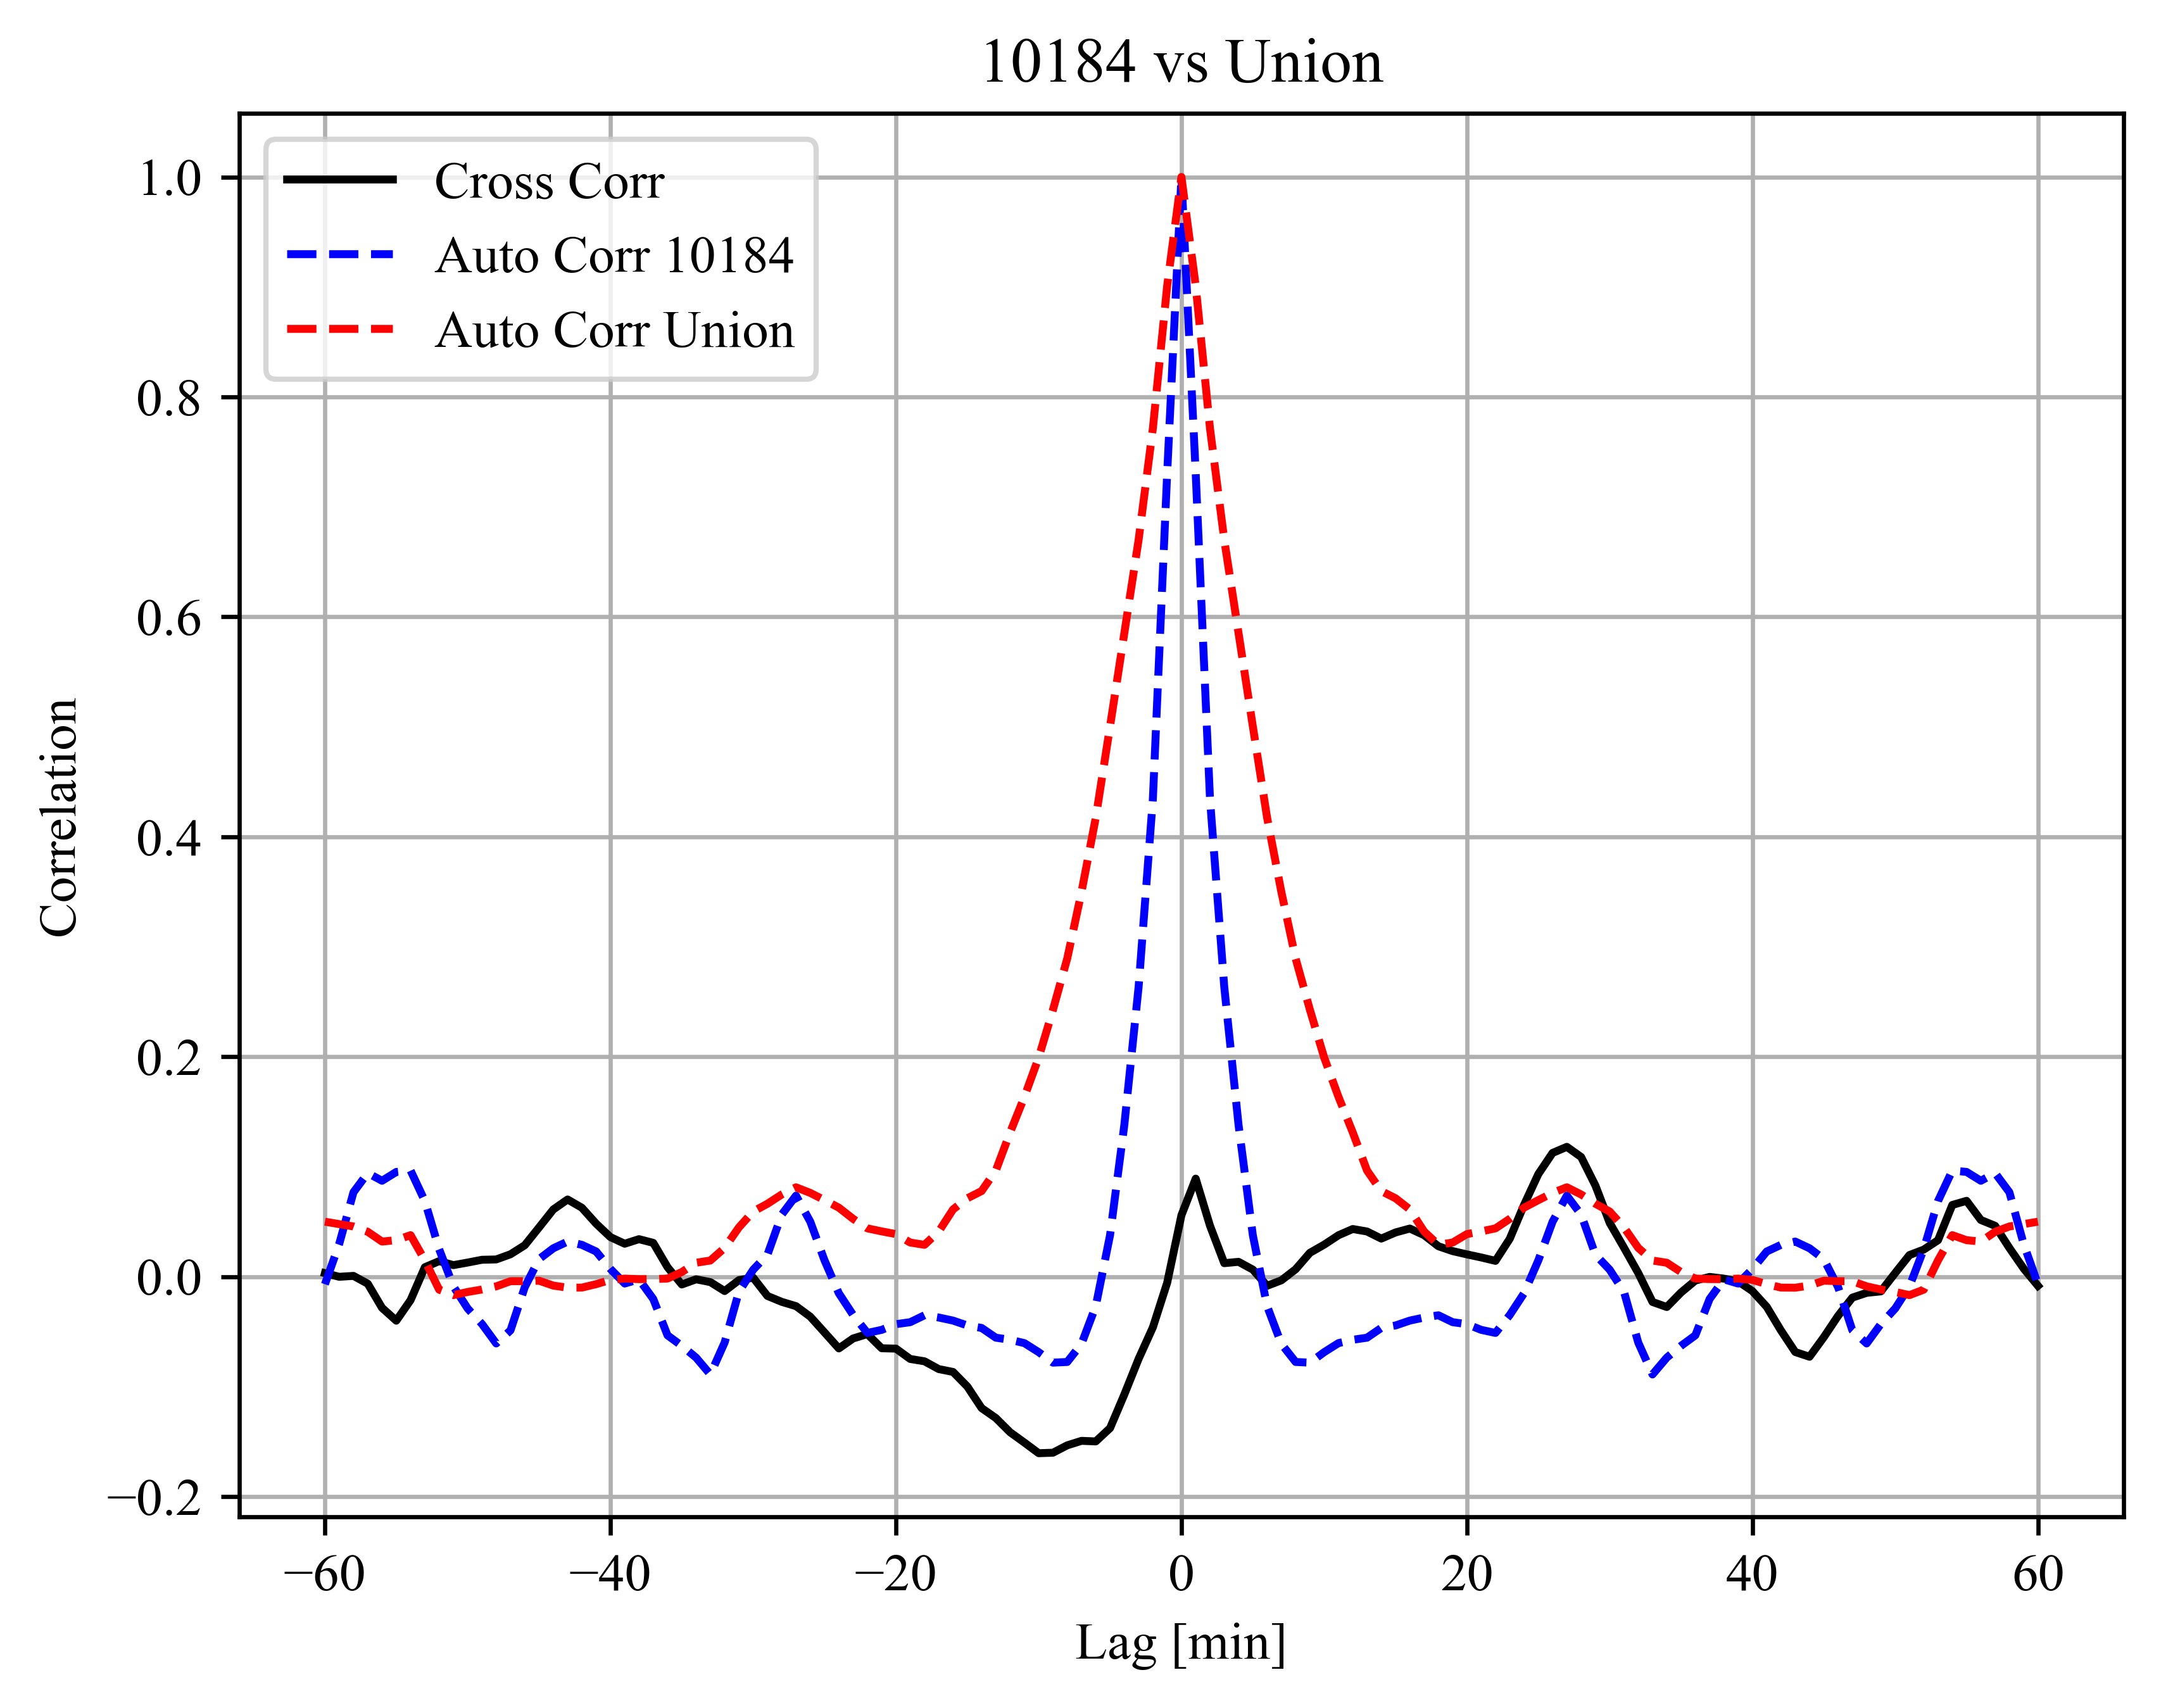 10184 vs Union
Cross Corr
Auto Corr 10184
Auto Corr Union
1.0
0.8
0.6
0.4
0.2
0.0
−0.2
Correlation
−60 −40 −20 0 20 40 60
Lag [min]